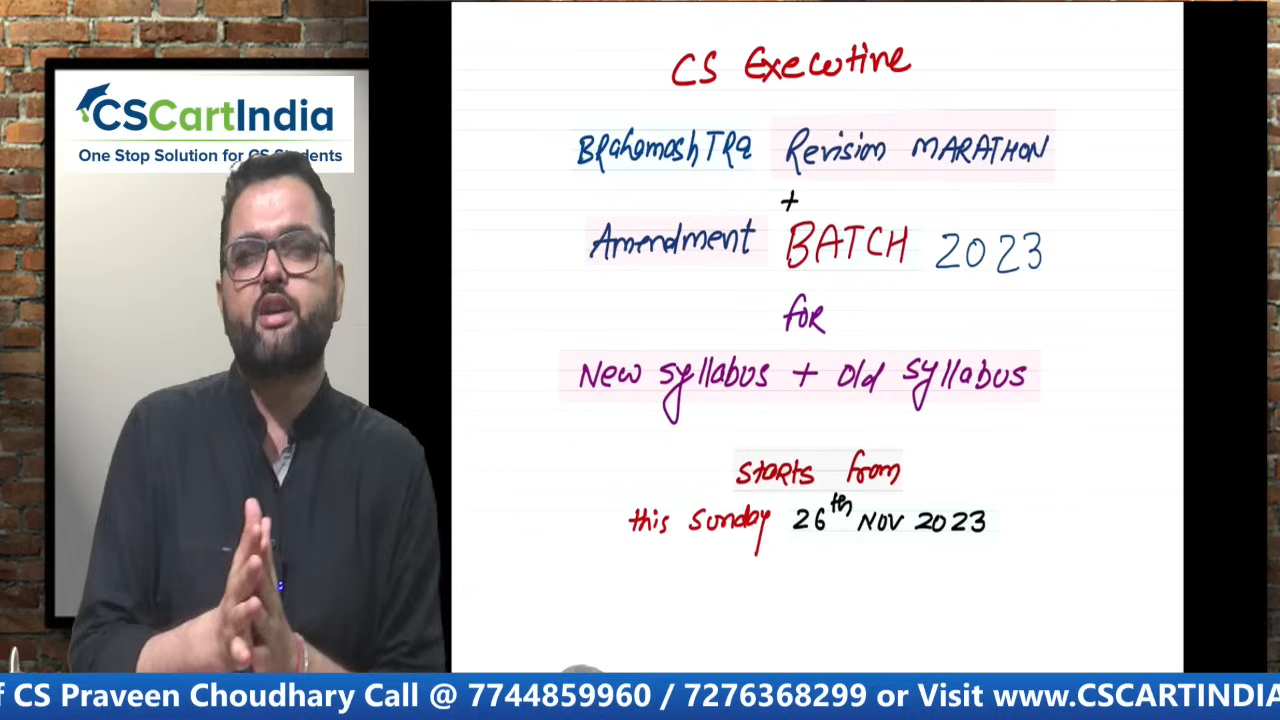 CSCartIndia
One Stop Solution for CS Students
CS Executive
BRahamashTRa Revision MARATHON
+
Amendment BATCH 2023
for
New syllabus + old syllabus
starts from
this Sunday 26th NOV 2023
f CS Praveen Choudhary Call @ 7744859960 / 7276368299 or Visit www.CSCARTINDIA